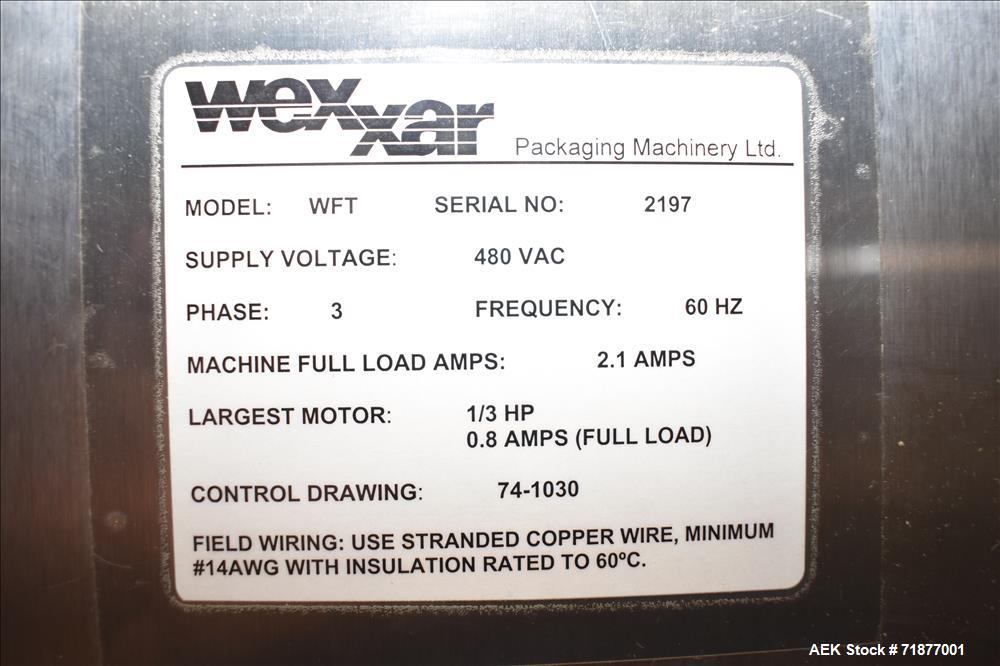 wexxar
Packaging Machinery Ltd.
MODEL: WFT SERIAL NO: 2197
SUPPLY VOLTAGE: 480 VAC
PHASE: 3 FREQUENCY: 60 HZ
MACHINE FULL LOAD AMPS: 2.1 AMPS
LARGEST MOTOR: 1/3 HP
0.8 AMPS (FULL LOAD)
CONTROL DRAWING: 74-1030
FIELD WIRING: USE STRANDED COPPER WIRE, MINIMUM
#14AWG WITH INSULATION RATED TO 60ºC.
AEK Stock # 71877001